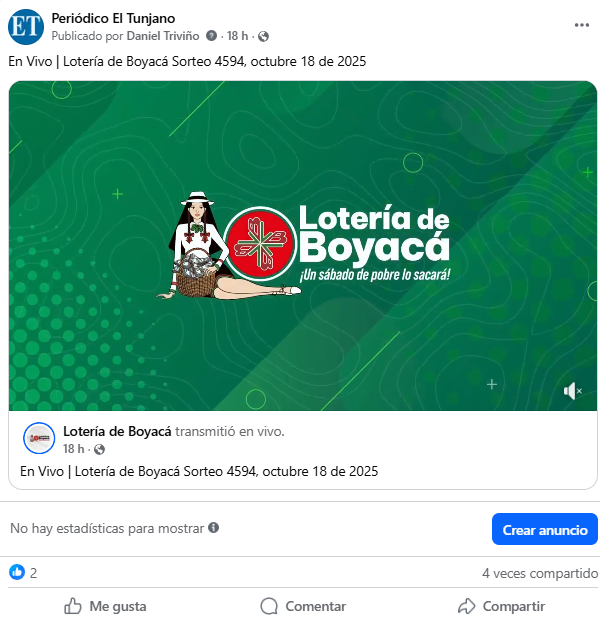 ET
Periódico El Tunjano
Publicado por Daniel Triviño · 18 h ·
En Vivo | Lotería de Boyacá Sorteo 4594, octubre 18 de 2025
Lotería de
Boyacá
¡Un sábado de pobre lo sacará!
Lotería de Boyacá transmitió en vivo.
18 h ·
En Vivo | Lotería de Boyacá Sorteo 4594, octubre 18 de 2025
No hay estadísticas para mostrar
Crear anuncio
2
4 veces compartido
Me gusta
Comentar
Compartir